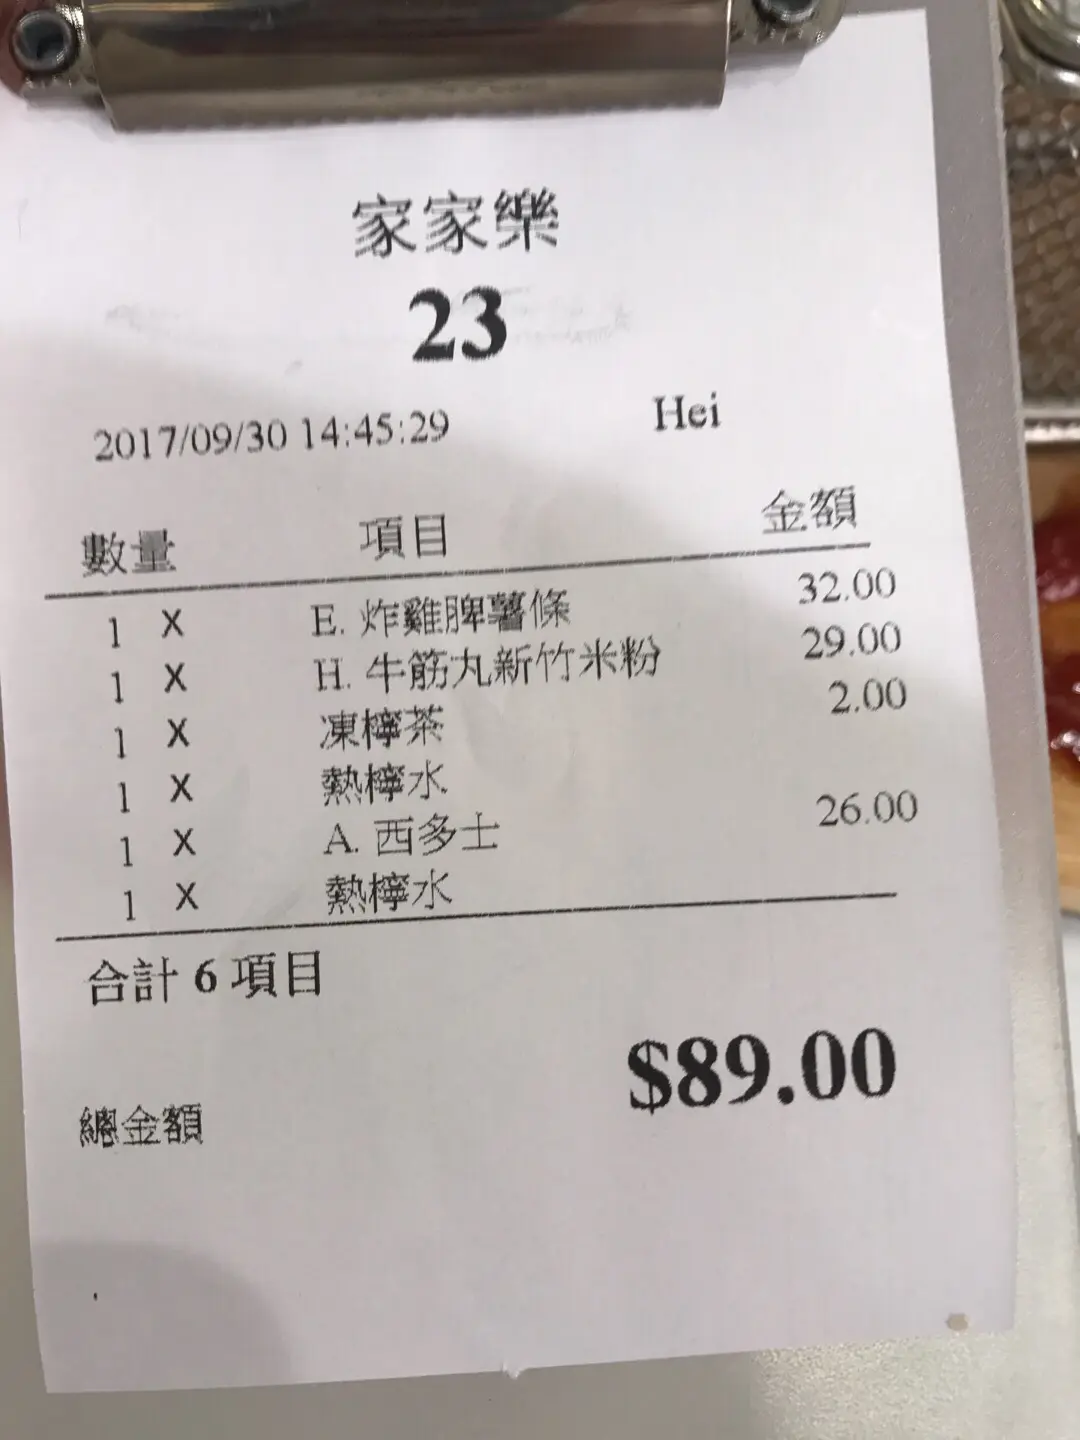 家家樂
23
2017/09/30 14:45:29 Hei
數量 項目 金額
1 X E. 炸雞脾薯條 32.00
1 X H. 牛筋丸新竹米粉 29.00
1 X 凍檸茶 2.00
1 X 熱檸水
1 X A. 西多士 26.00
1 X 熱檸水
合計 6 項目
$89.00
總金額